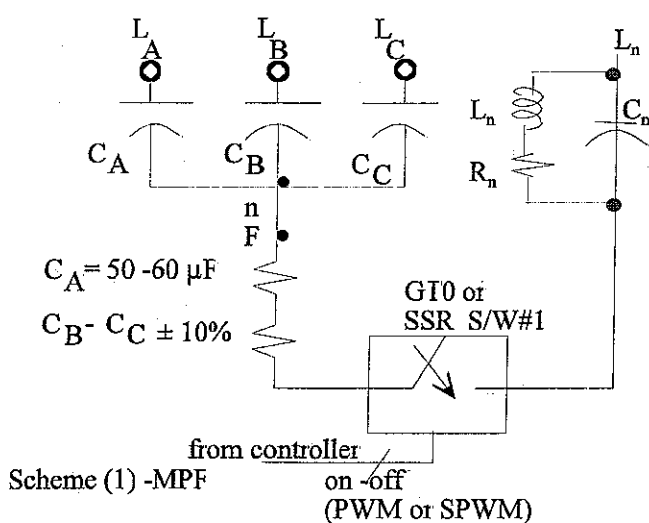 L_A L_B L_C L_n
L_n C_n
R_n
C_A C_B C_C
n
F
C_A= 50 -60 µF
C_B- C_C ± 10%
GT0 or
SSR S/W#1
from controller
Scheme (1) -MPF
on -off
(PWM or SPWM)